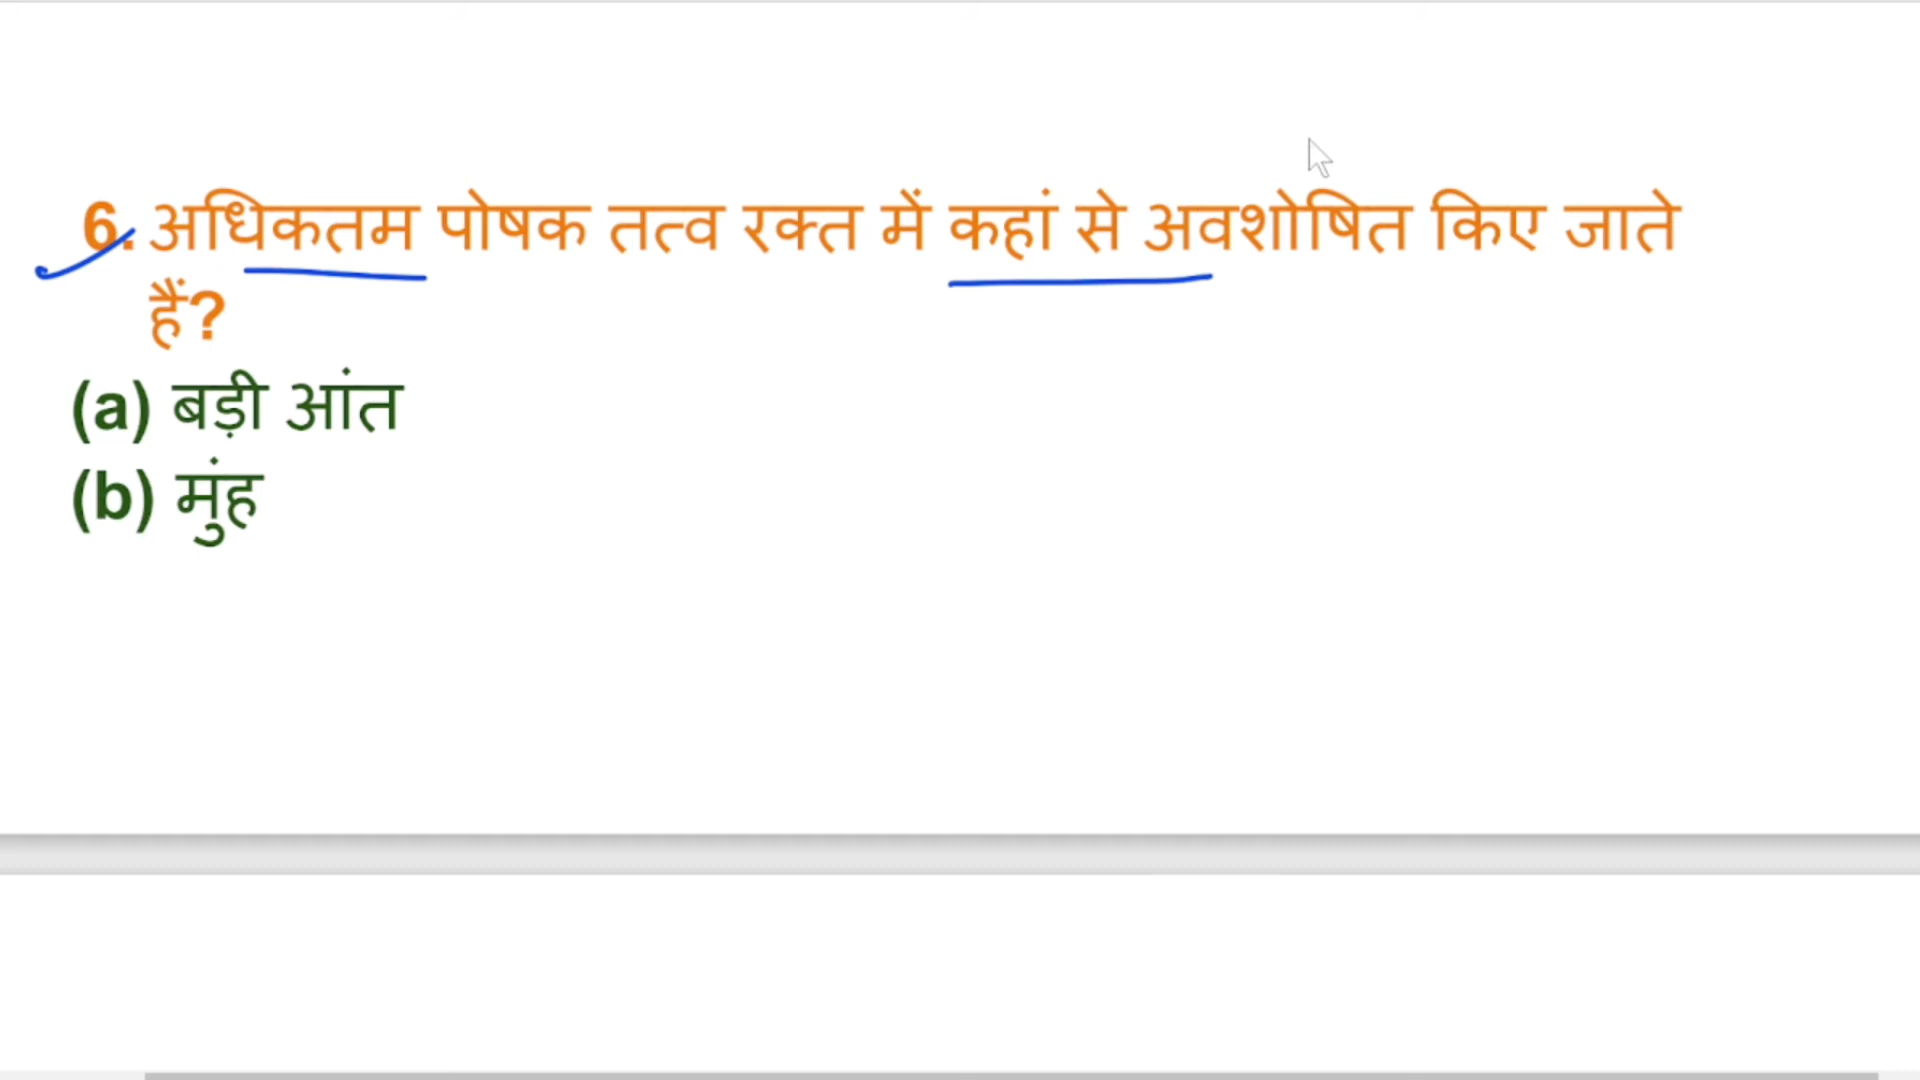 6. अधिकतम पोषक तत्व रक्त में कहां से अवशोषित किए जाते
हैं?
(a) बड़ी आंत
(b) मुंह